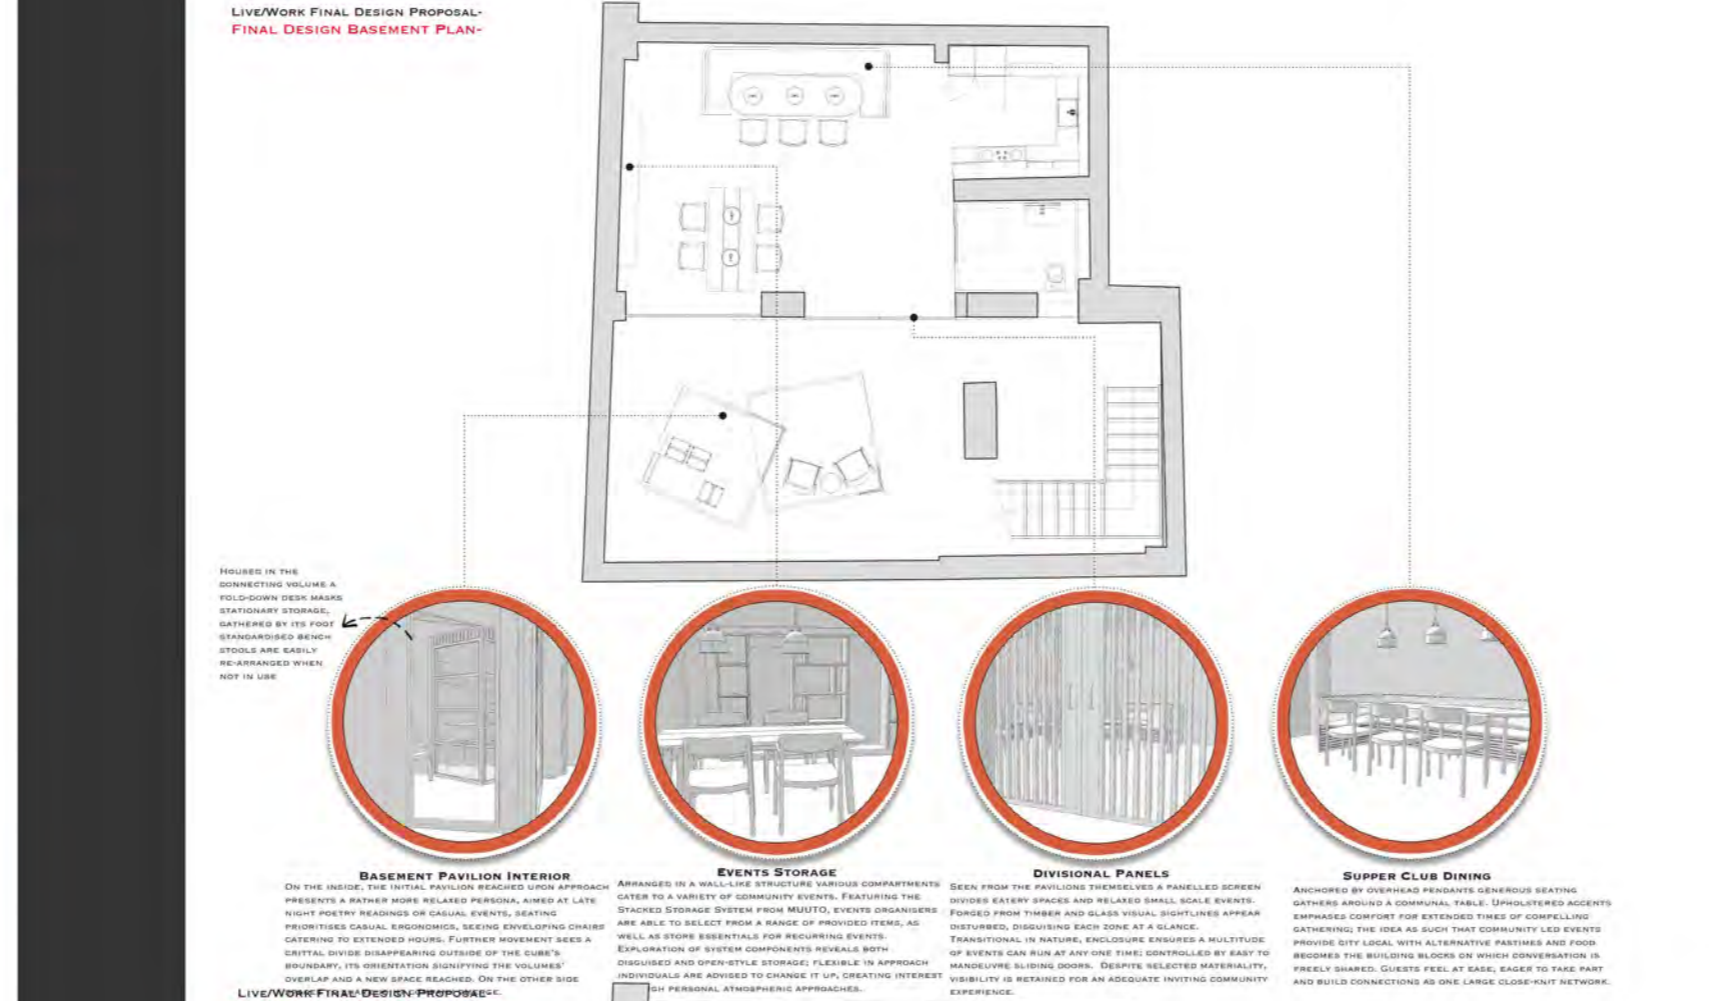 Live/Work Final Design Proposal-
Final Design Basement Plan-
Housed in the
connecting volume a
fold-down desk masks
stationary storage,
gathered by its foot
standardised bench
stools are easily
re-arranged when
not in use
Basement Pavilion Interior
On the inside, the initial pavilion reached upon approach
presents a rather more relaxed persona, aimed at late
night poetry readings or casual events, seating
prioritises casual ergonomics, seeing enveloping chairs
catering to extended hours. Further movement sees a
crittal divide disappearing outside of the cube's
boundary, its orientation signifying the volumes'
overlap and a new space reached. On the other side
Events Storage
Arranged in a wall-like structure various compartments
cater to a variety of community events. Featuring the
Stacked Storage System from MUUTO, events organisers
are able to select from a range of provided items, as
well as store essentials for recurring events.
Exploration of system components reveals both
disguised and open-style storage; flexible in approach
individuals are advised to change it up, creating interest
personal atmospheric approaches.
Divisional Panels
Seen from the pavilions themselves a panelled screen
divides eatery spaces and relaxed small scale events.
Forged from timber and glass visual sightlines appear
disturbed, disguising each zone at a glance.
Transitional in nature, enclosure ensures a multitude
of events can run at any one time; controlled by easy to
manoeuvre sliding doors. Despite selected materiality,
visibility is retained for an adequate inviting community
experience.
Supper Club Dining
Anchored by overhead pendants generous seating
gathers around a communal table. Upholstered accents
emphases comfort for extended times of compelling
gathering; the idea as such that community led events
provide city local with alternative pastimes and food
becomes the building blocks on which conversation is
freely shared. Guests feel at ease, eager to take part
and build connections as one large close-knit network.
Live/Work Final Design Proposal-